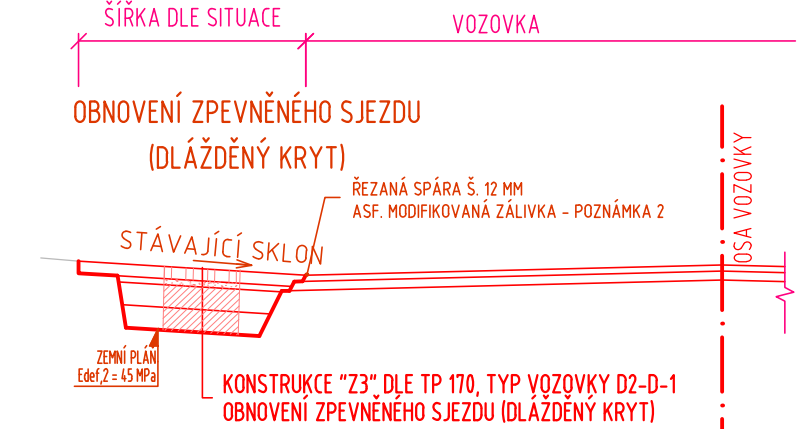 ŠÍŘKA DLE SITUACE
VOZOVKA
OBNOVENÍ ZPEVNĚNÉHO SJEZDU
(DLÁŽDĚNÝ KRYT)
ŘEZANÁ SPÁRA Š. 12 MM
ASF. MODIFIKOVANÁ ZÁLIVKA - POZNÁMKA 2
OSA VOZOVKY
STÁVAJÍCÍ SKLON
ZEMNÍ PLÁŇ
Edef,2 = 45 MPa
KONSTRUKCE "Z3" DLE TP 170, TYP VOZOVKY D2-D-1
OBNOVENÍ ZPEVNĚNÉHO SJEZDU (DLÁŽDĚNÝ KRYT)